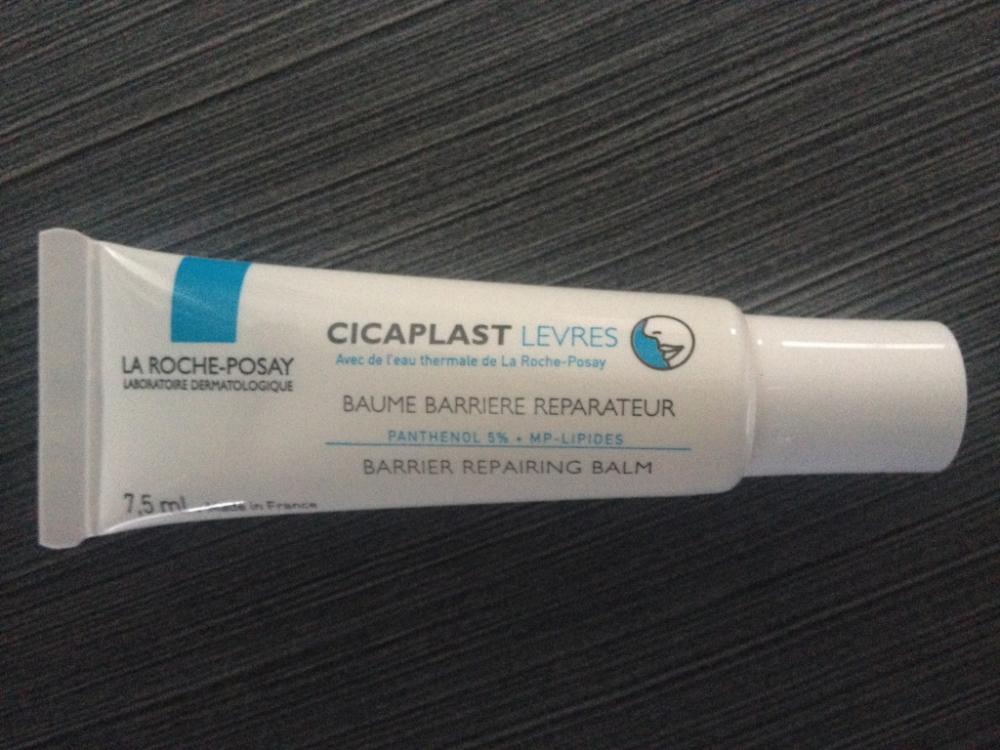 LA ROCHE-POSAY
LABORATOIRE DERMATOLOGIQUE
CICAPLAST LEVRES
Avec de l'eau thermale de La Roche-Posay
BAUME BARRIERE REPARATEUR
PANTHENOL 5% • MP-LIPIDES
BARRIER REPAIRING BALM
7,5 ml Made in France